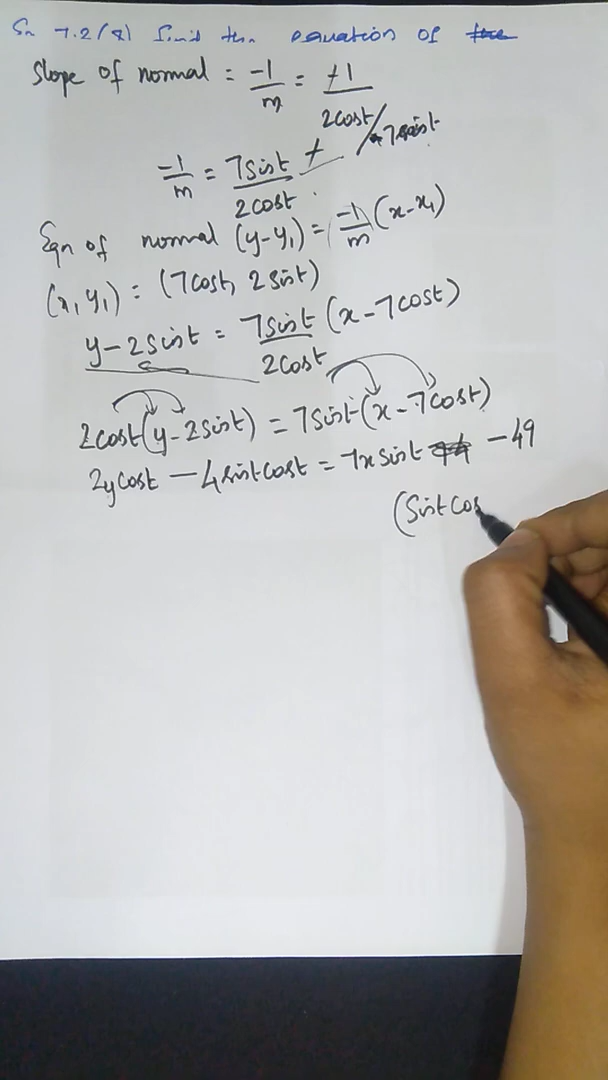 7.2 (8) find the equation of the
Slope of normal = -1/m = +1/(2cost/7sint)
-1/m = 7sint/2cost
Eqn of normal (y-y₁) = -1/m (x-x₁)
(x, y₁) = (7cost, 2sint)
y-2sint = 7sint/2cost (x-7cost)
2cost(y-2sint) = 7sint(x-7cost)
2ycost - 4sintcost = 7xsint - 49
(sint cos